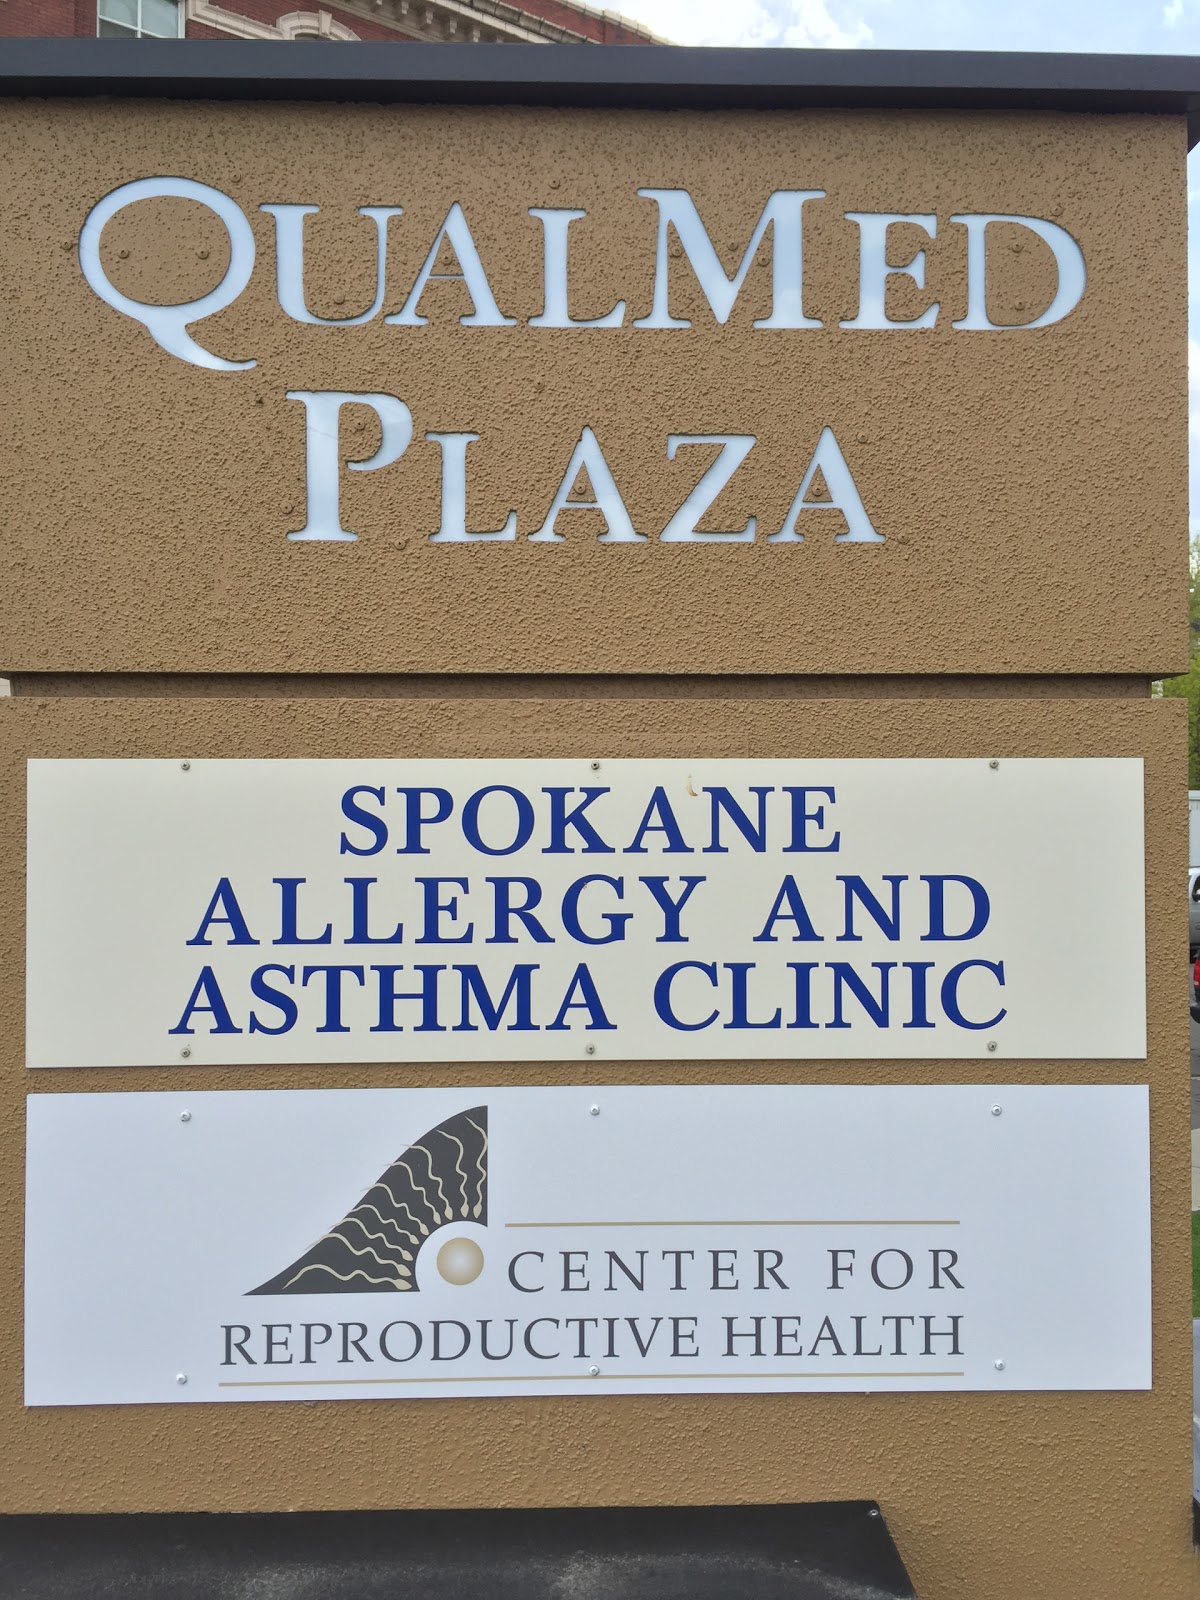 QUALMED
PLAZA
SPOKANE
ALLERGY AND
ASTHMA CLINIC
CENTER FOR
REPRODUCTIVE HEALTH